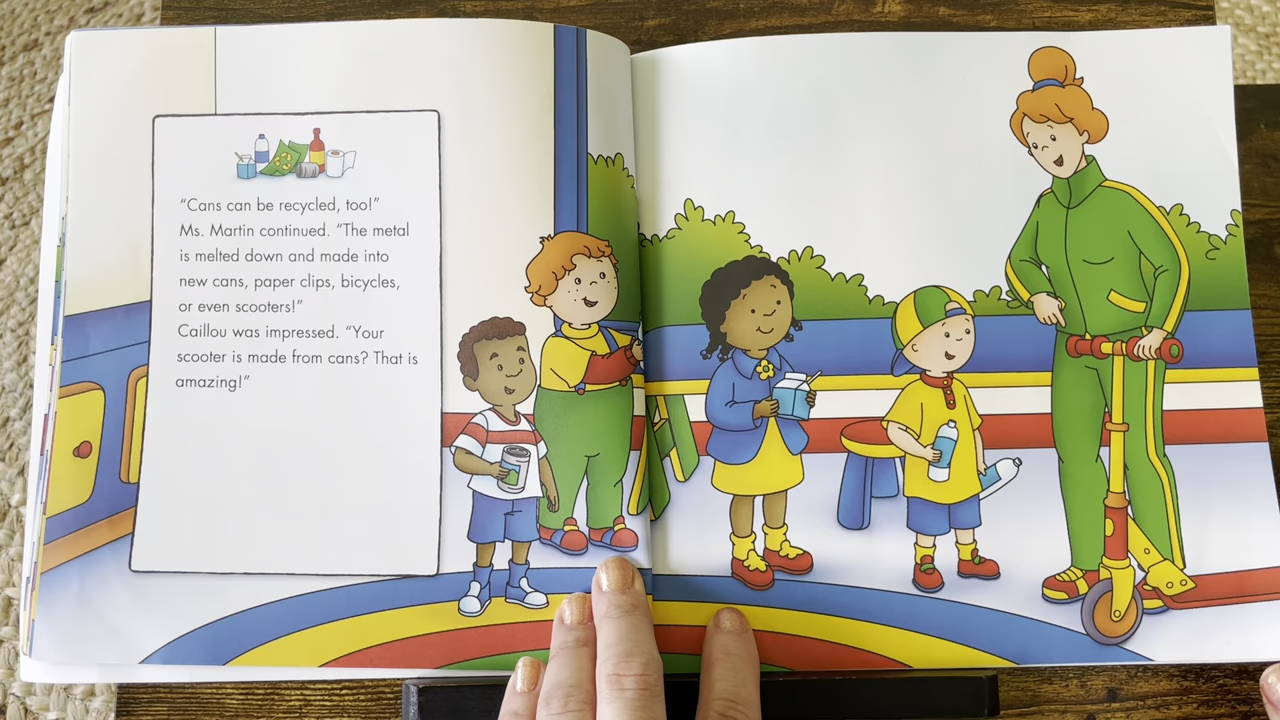 “Cans can be recycled, too!”
Ms. Martin continued. “The metal
is melted down and made into
new cans, paper clips, bicycles,
or even scooters!”
Caillou was impressed. “Your
scooter is made from cans? That is
amazing!”